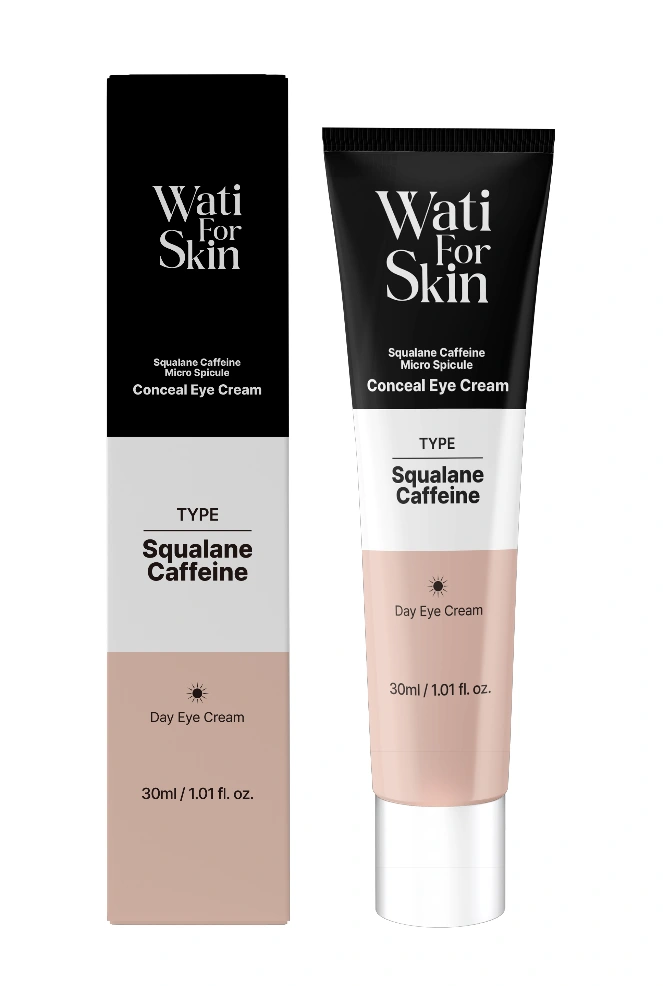 Wati
For
Skin
Squalane Caffeine
Micro Spicule
Conceal Eye Cream
TYPE
Squalane
Caffeine
Day Eye Cream
30ml / 1.01 fl. oz.
Wati
For
Skin
Squalane Caffeine
Micro Spicule
Conceal Eye Cream
TYPE
Squalane
Caffeine
Day Eye Cream
30ml / 1.01 fl. oz.